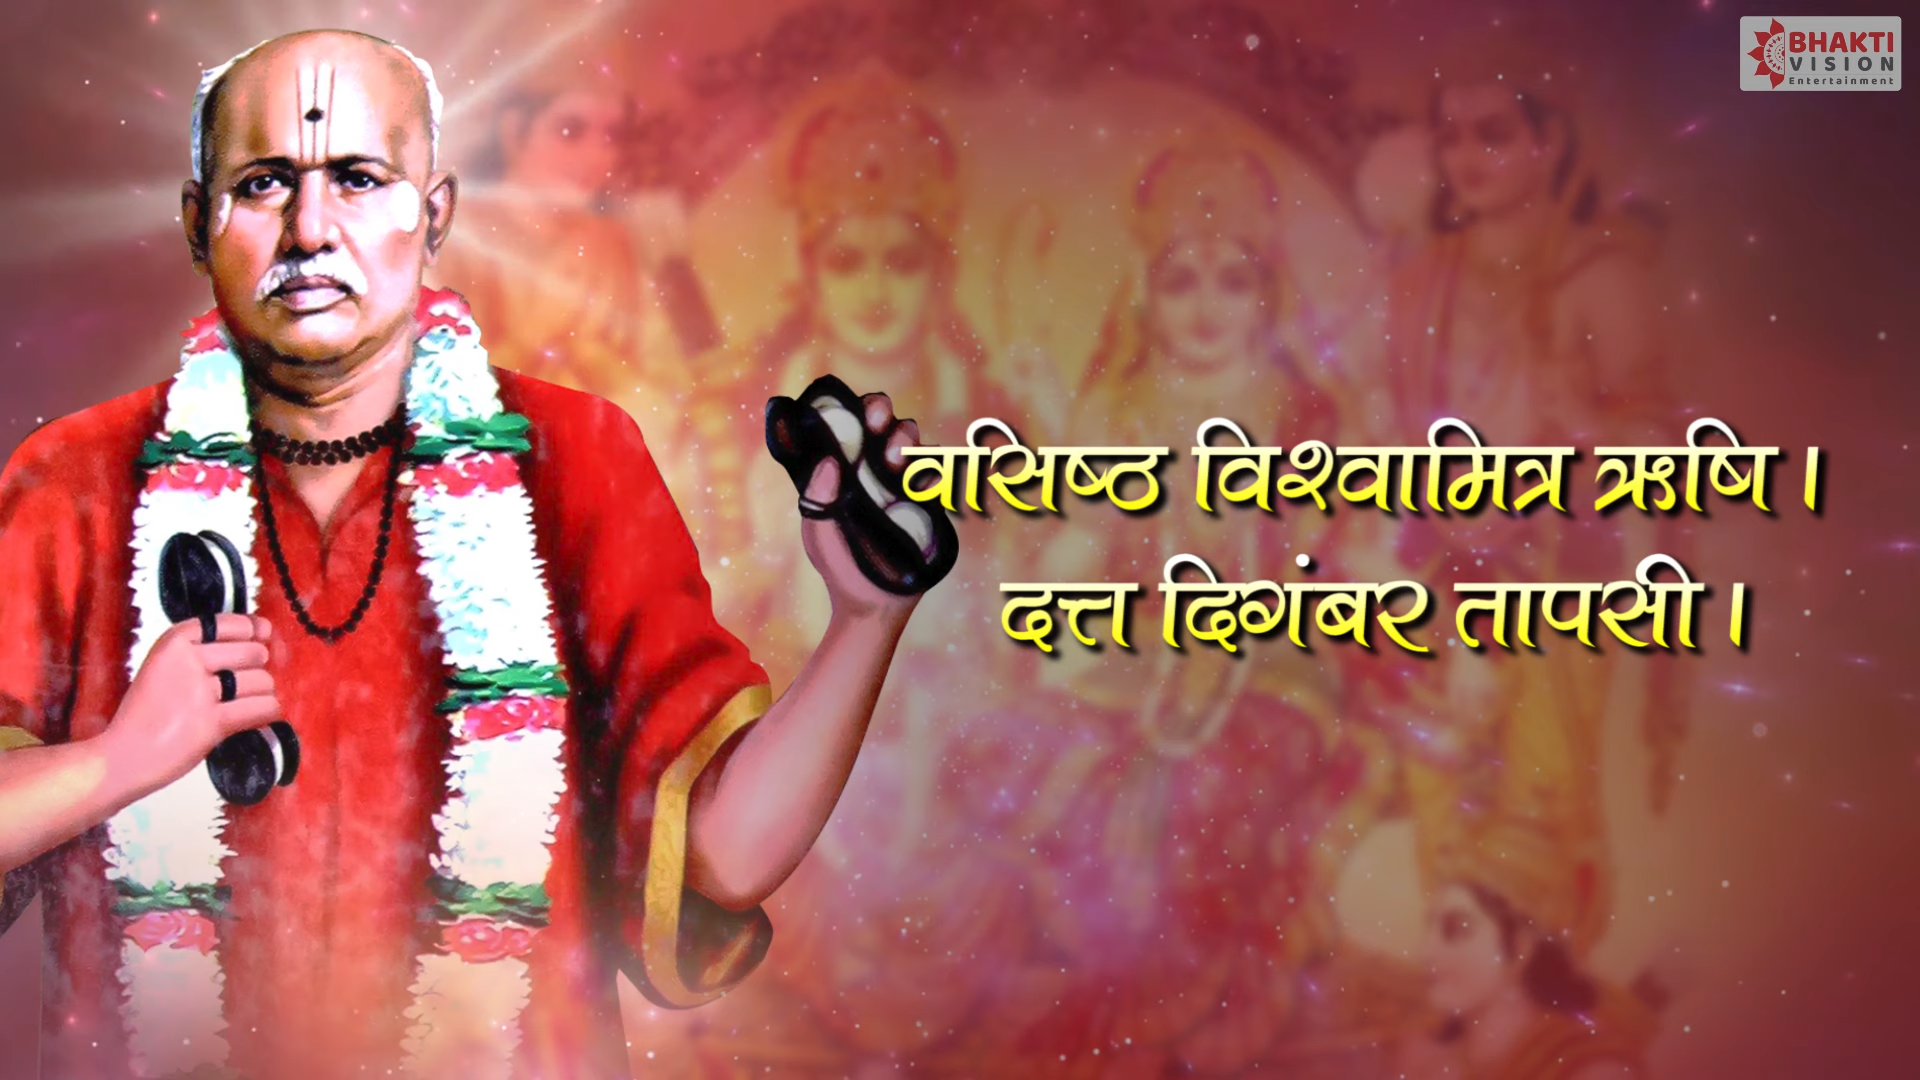 BHAKTI
VISION
Entertainment
वसिष्ठ विश्वामित्र ऋषि ।
दत्त दिगंबर तापसी ।